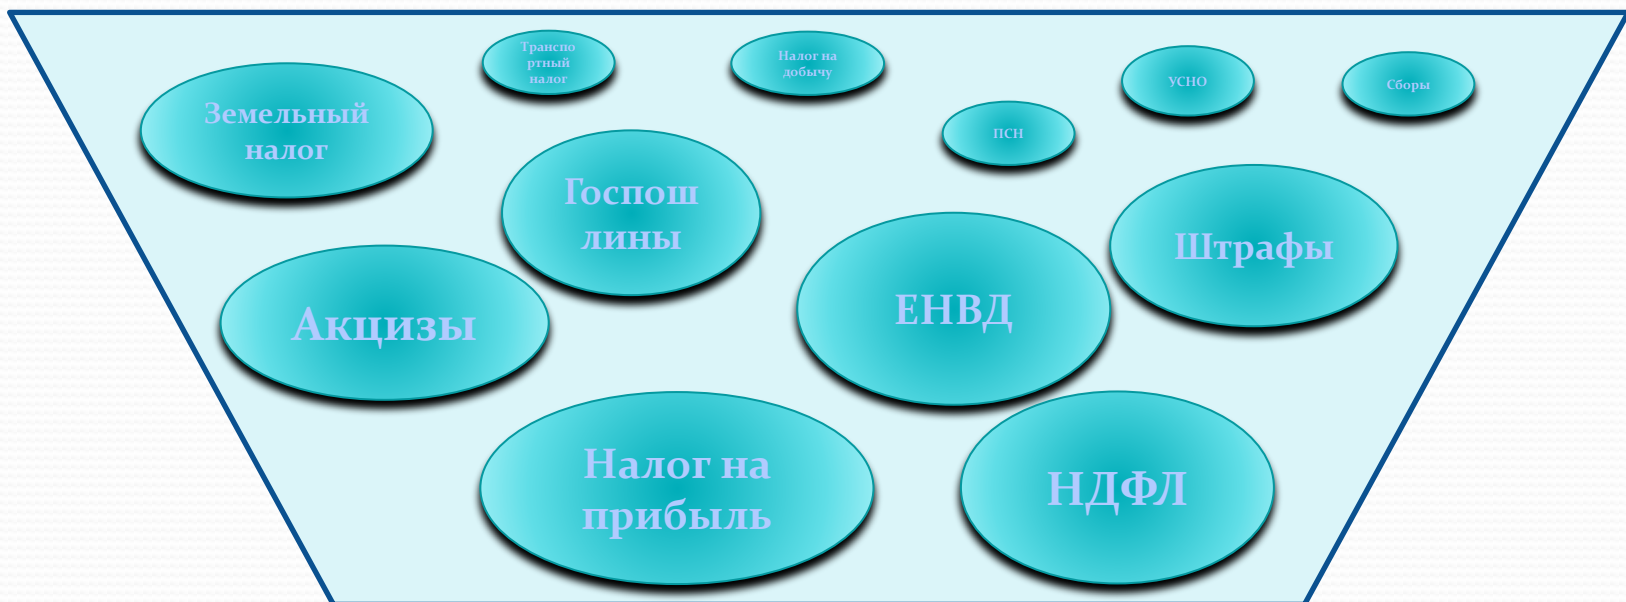 Транспо
ртный
налог
Налог на
добычу
УСНО
Сборы
Земельный
налог
ПСН
Госпош
лины
Штрафы
Акцизы
ЕНВД
Налог на
прибыль
НДФЛ